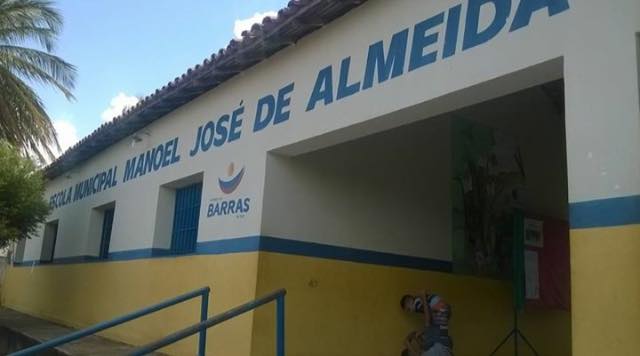 ESCOLA MUNICIPAL MANOEL JOSÉ DE ALMEIDA
BARRAS